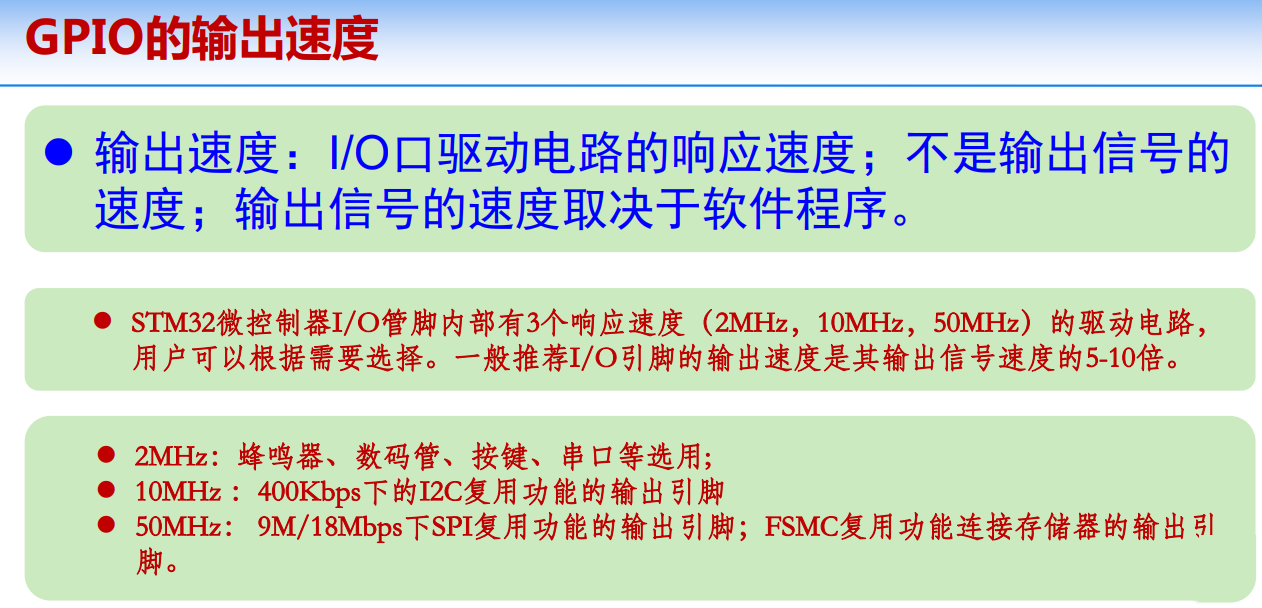 GPIO的输出速度
● 输出速度：I/O口驱动电路的响应速度；不是输出信号的
速度；输出信号的速度取决于软件程序。
● STM32微控制器I/O管脚内部有3个响应速度（2MHz，10MHz，50MHz）的驱动电路，
用户可以根据需要选择。一般推荐I/O引脚的输出速度是其输出信号速度的5-10倍。
● 2MHz：蜂鸣器、数码管、按键、串口等选用;
● 10MHz ：400Kbps下的I2C复用功能的输出引脚
● 50MHz： 9M/18Mbps下SPI复用功能的输出引脚；FSMC复用功能连接存储器的输出引
脚。